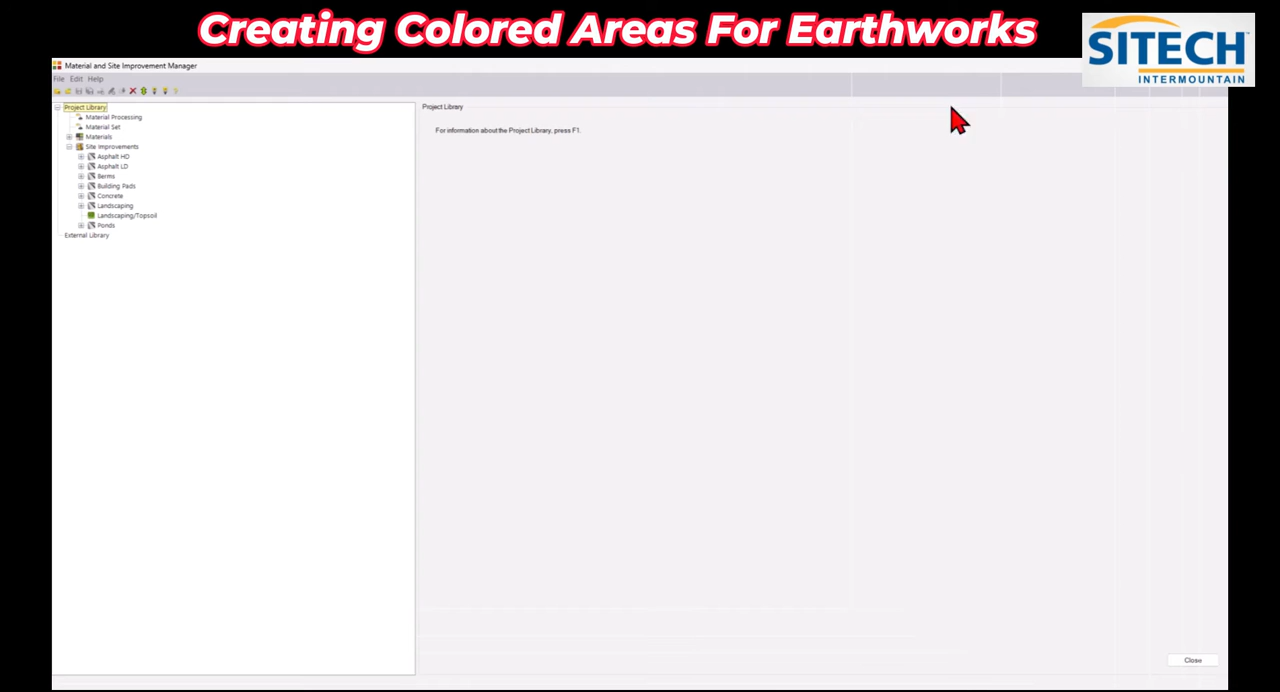 Creating Colored Areas For Earthworks
SITECH
INTERMOUNTAIN
Material and Site Improvement Manager
File Edit Help
Project Library
Material Processing
Material Set
Materials
Site Improvements
Asphalt HD
Asphalt LD
Berms
Building Pads
Concrete
Landscaping
Landscaping/Topsoil
Ponds
External Library
Project Library
For information about the Project Library, press F1.
Close